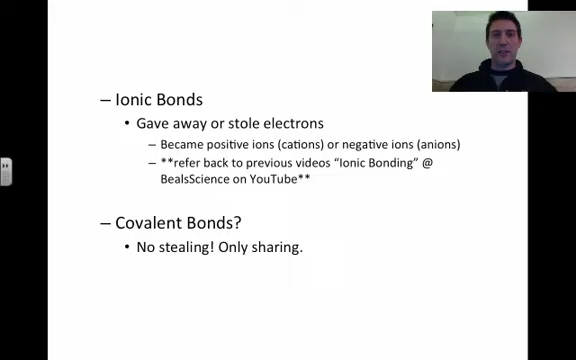 – Ionic Bonds
• Gave away or stole electrons
– Became positive ions (cations) or negative ions (anions)
– **refer back to previous videos “Ionic Bonding” @
BealsScience on YouTube**
– Covalent Bonds?
• No stealing! Only sharing.